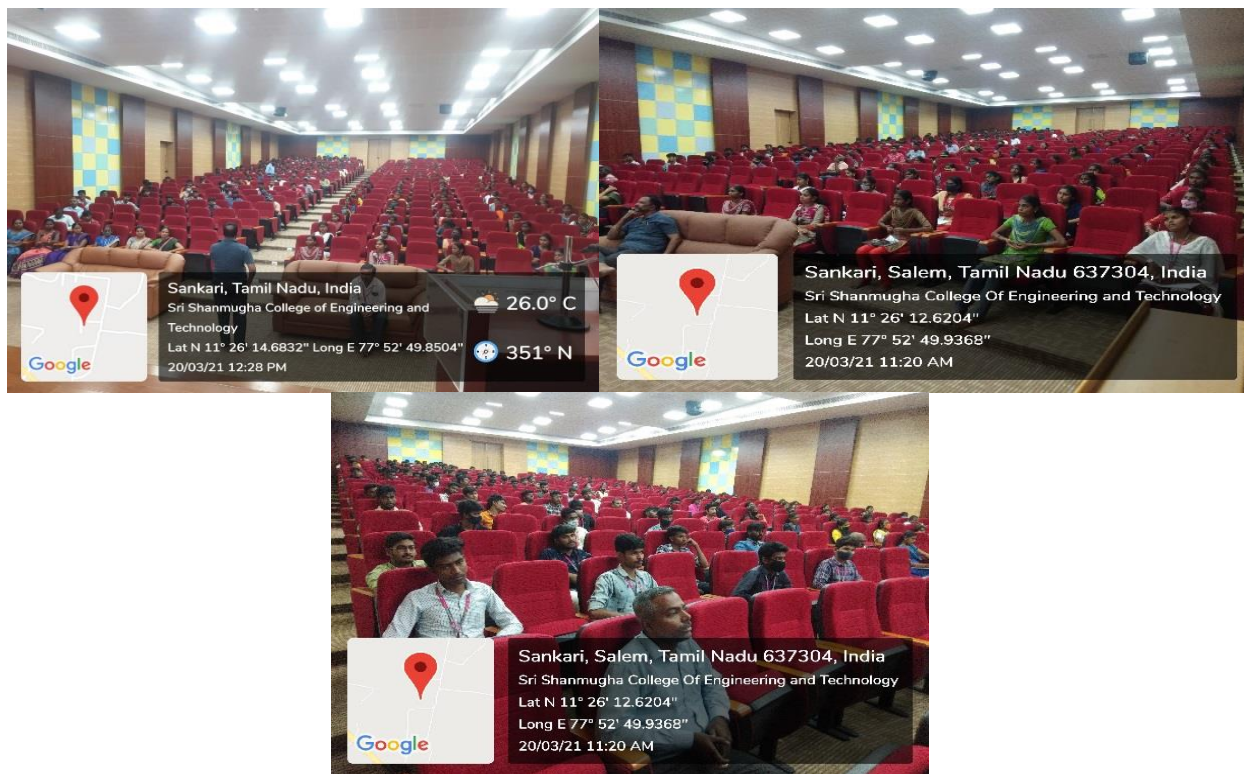 Sankari, Tamil Nadu, India
Sri Shanmugha College of Engineering and
Technology
Lat N 11° 26' 14.6832" Long E 77° 52' 49.8504"
20/03/21 12:28 PM
26.0° C
351° N
Google
Sankari, Salem, Tamil Nadu 637304, India
Sri Shanmugha College Of Engineering and Technology
Lat N 11° 26' 12.6204"
Long E 77° 52' 49.9368"
20/03/21 11:20 AM
Google
Sankari, Salem, Tamil Nadu 637304, India
Sri Shanmugha College Of Engineering and Technology
Lat N 11° 26' 12.6204"
Long E 77° 52' 49.9368"
20/03/21 11:20 AM
Google